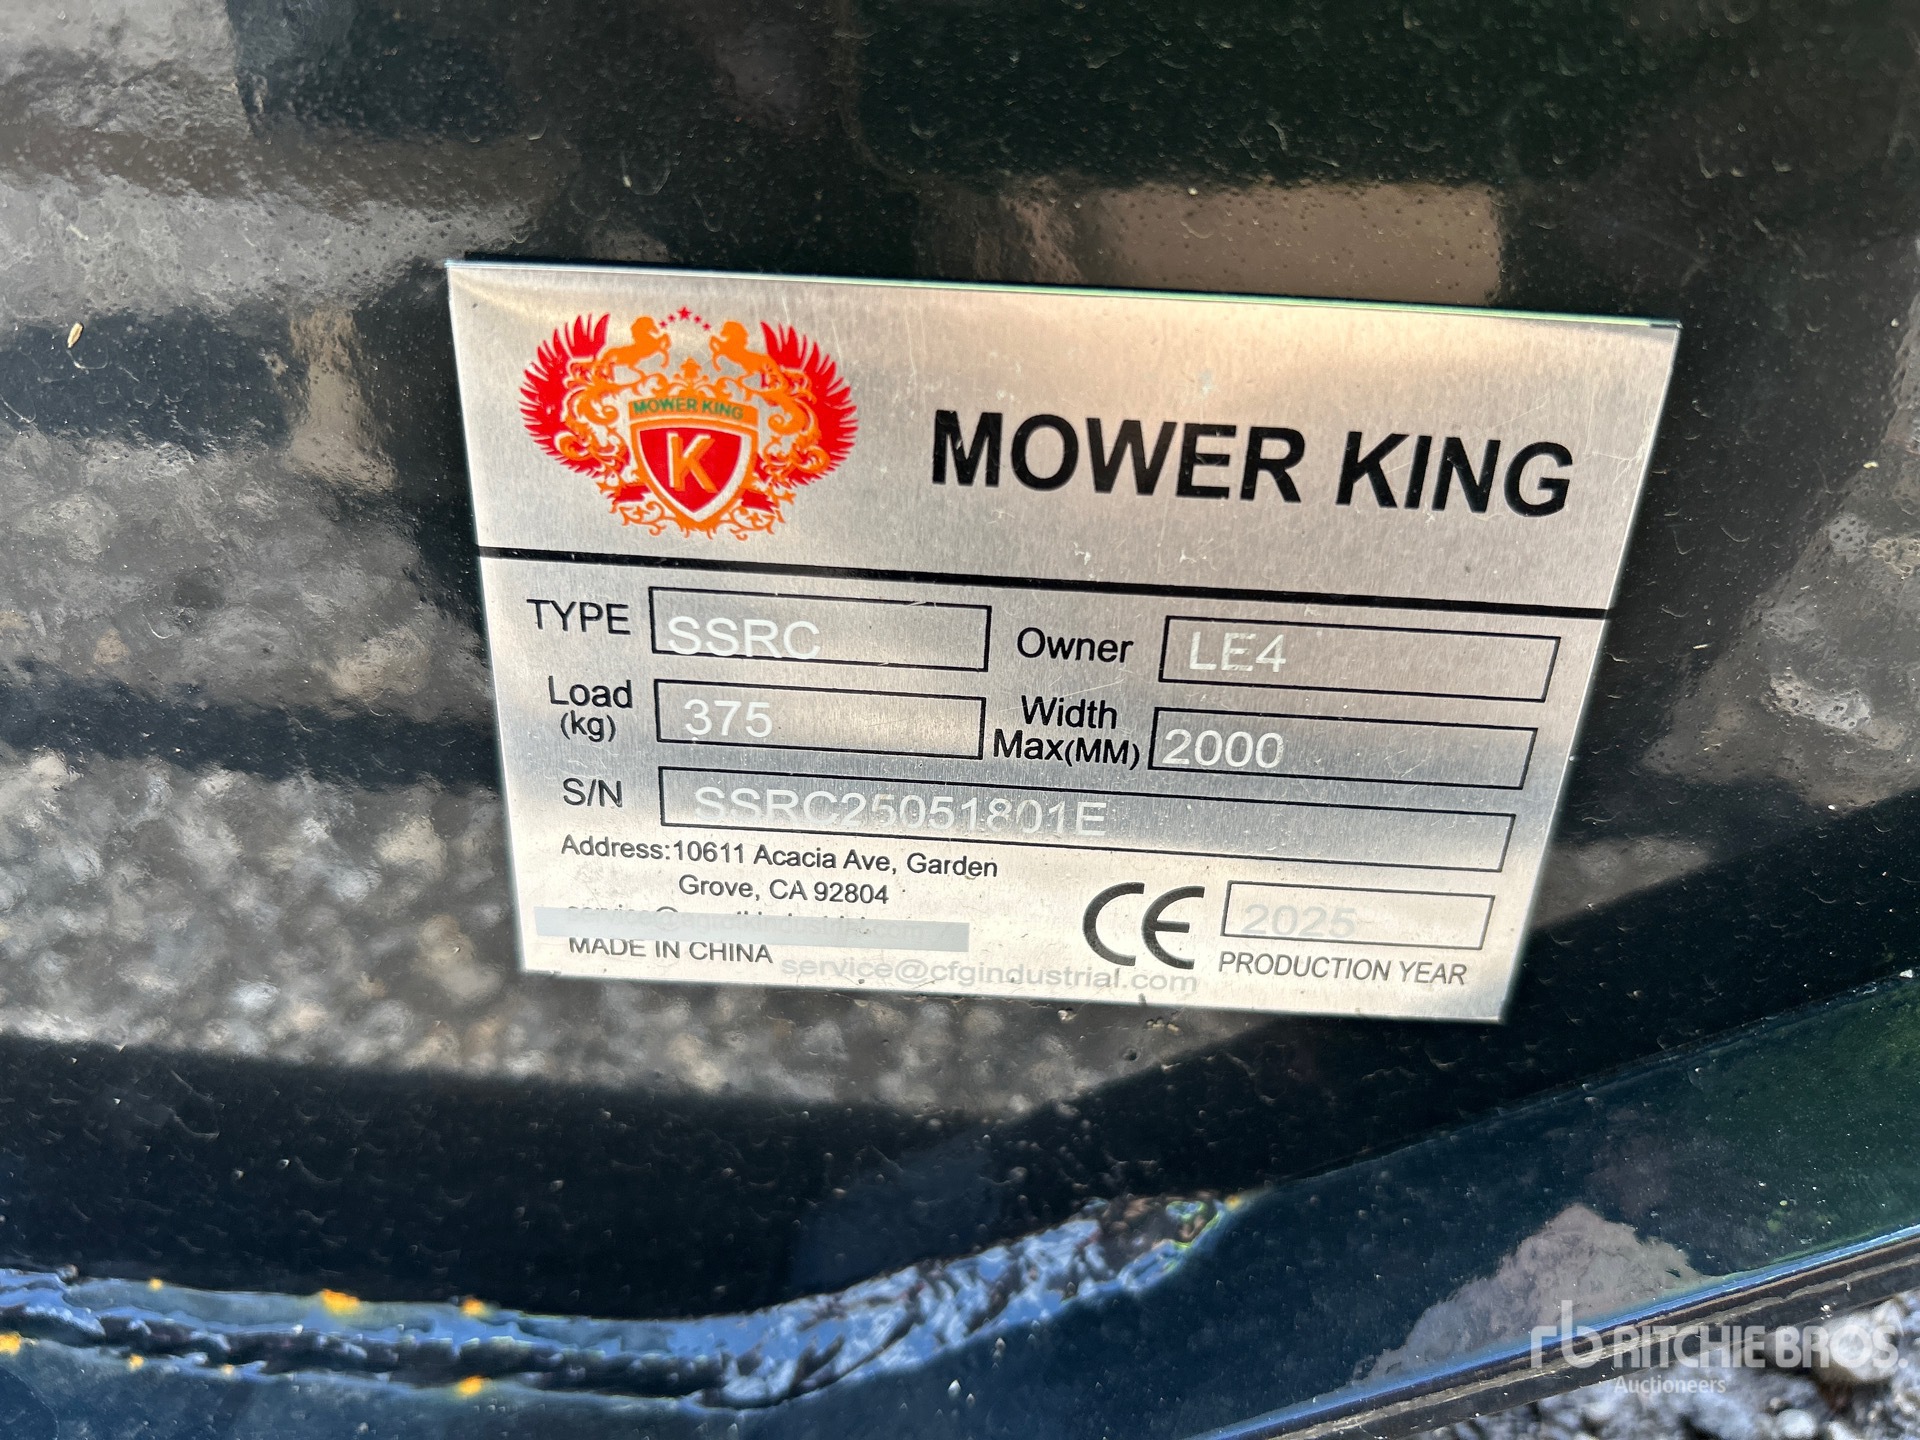 MOWER KING
K
MOWER KING
TYPE SSRC Owner LE4
Load (kg) 375 Width Max(MM) 2000
S/N SSRC25051801E
Address:10611 Acacia Ave, Garden
Grove, CA 92804
MADE IN CHINA
service@cfgindustrial.com
CE
2025
PRODUCTION YEAR
rb RITCHIE BROS.
Auctioneers